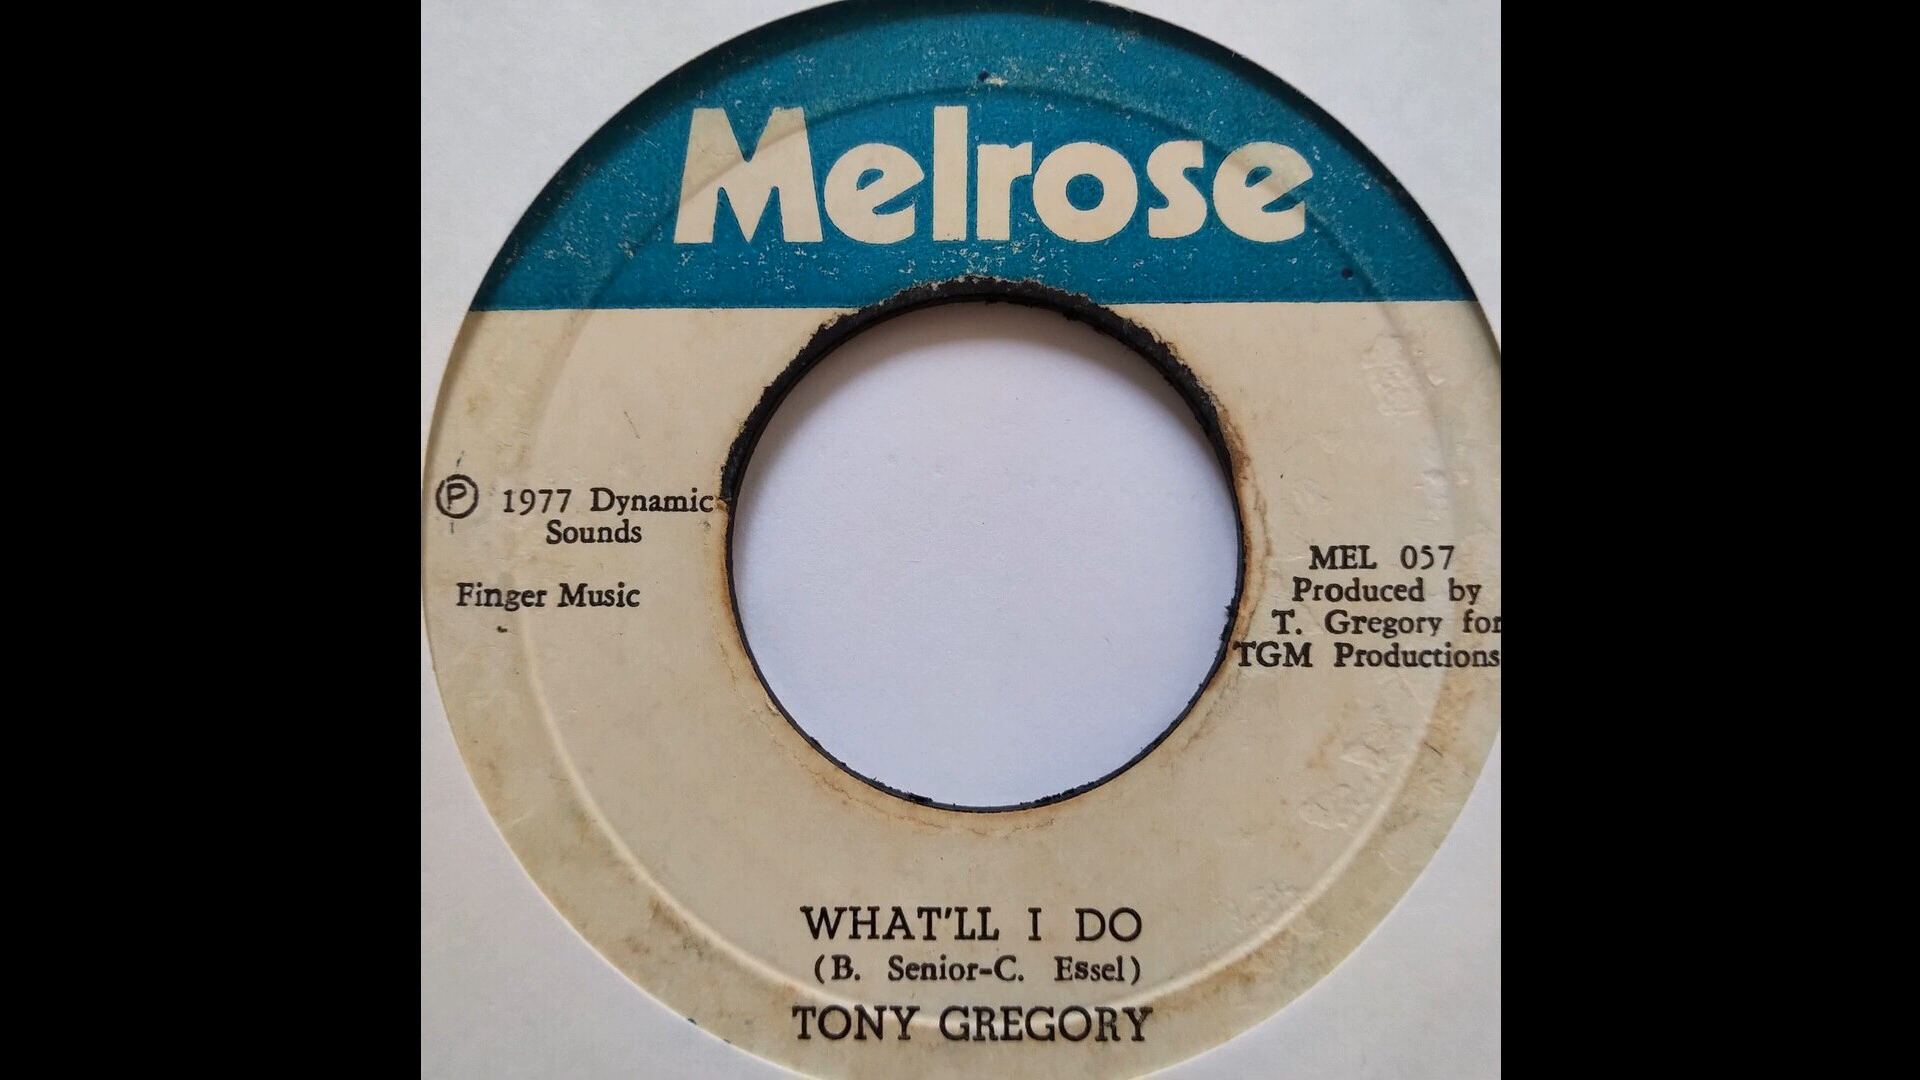 Melrose
Ⓟ 1977 Dynamic
Sounds
Finger Music
MEL 057
Produced by
T. Gregory for
TGM Productions
WHAT'LL I DO
(B. Senior-C. Essel)
TONY GREGORY